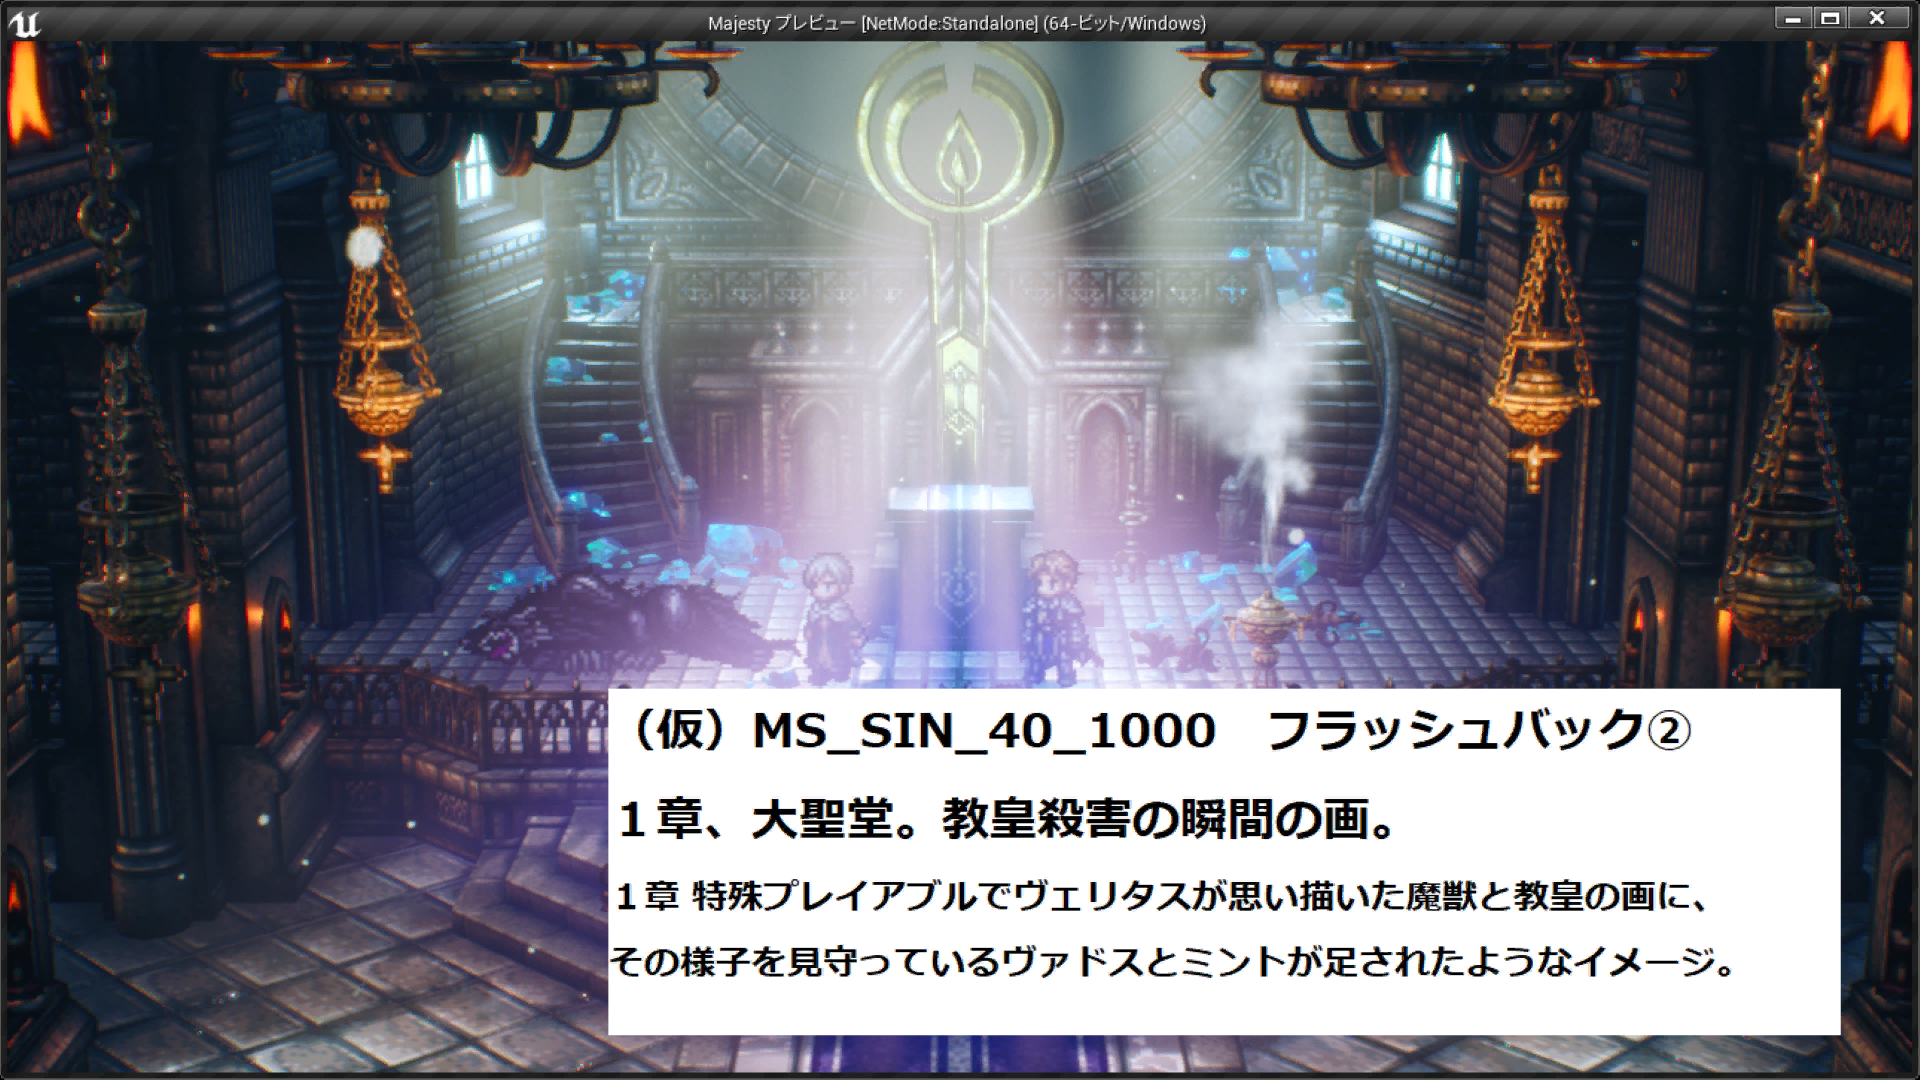 Majesty プレビュー [NetMode:Standalone] (64-ビット/Windows)
（仮）MS_SIN_40_1000　フラッシュバック②
１章、大聖堂。教皇殺害の瞬間の画。
１章 特殊プレイアブルでヴェリタスが思い描いた魔獣と教皇の画に、
その様子を見守っているヴァドスとミントが足されたようなイメージ。